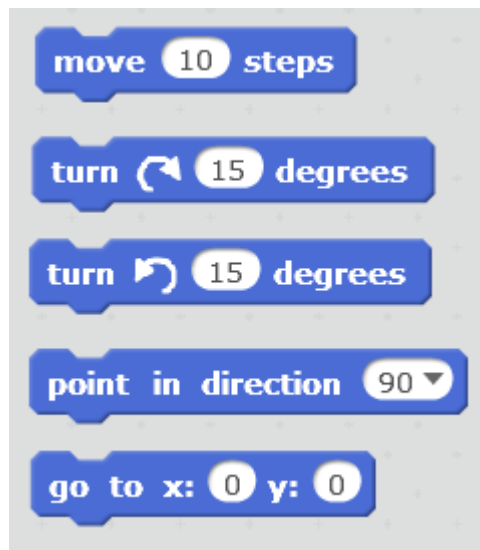 move 10 steps
turn 15 degrees
turn 15 degrees
point in direction 90
go to x: 0 y: 0